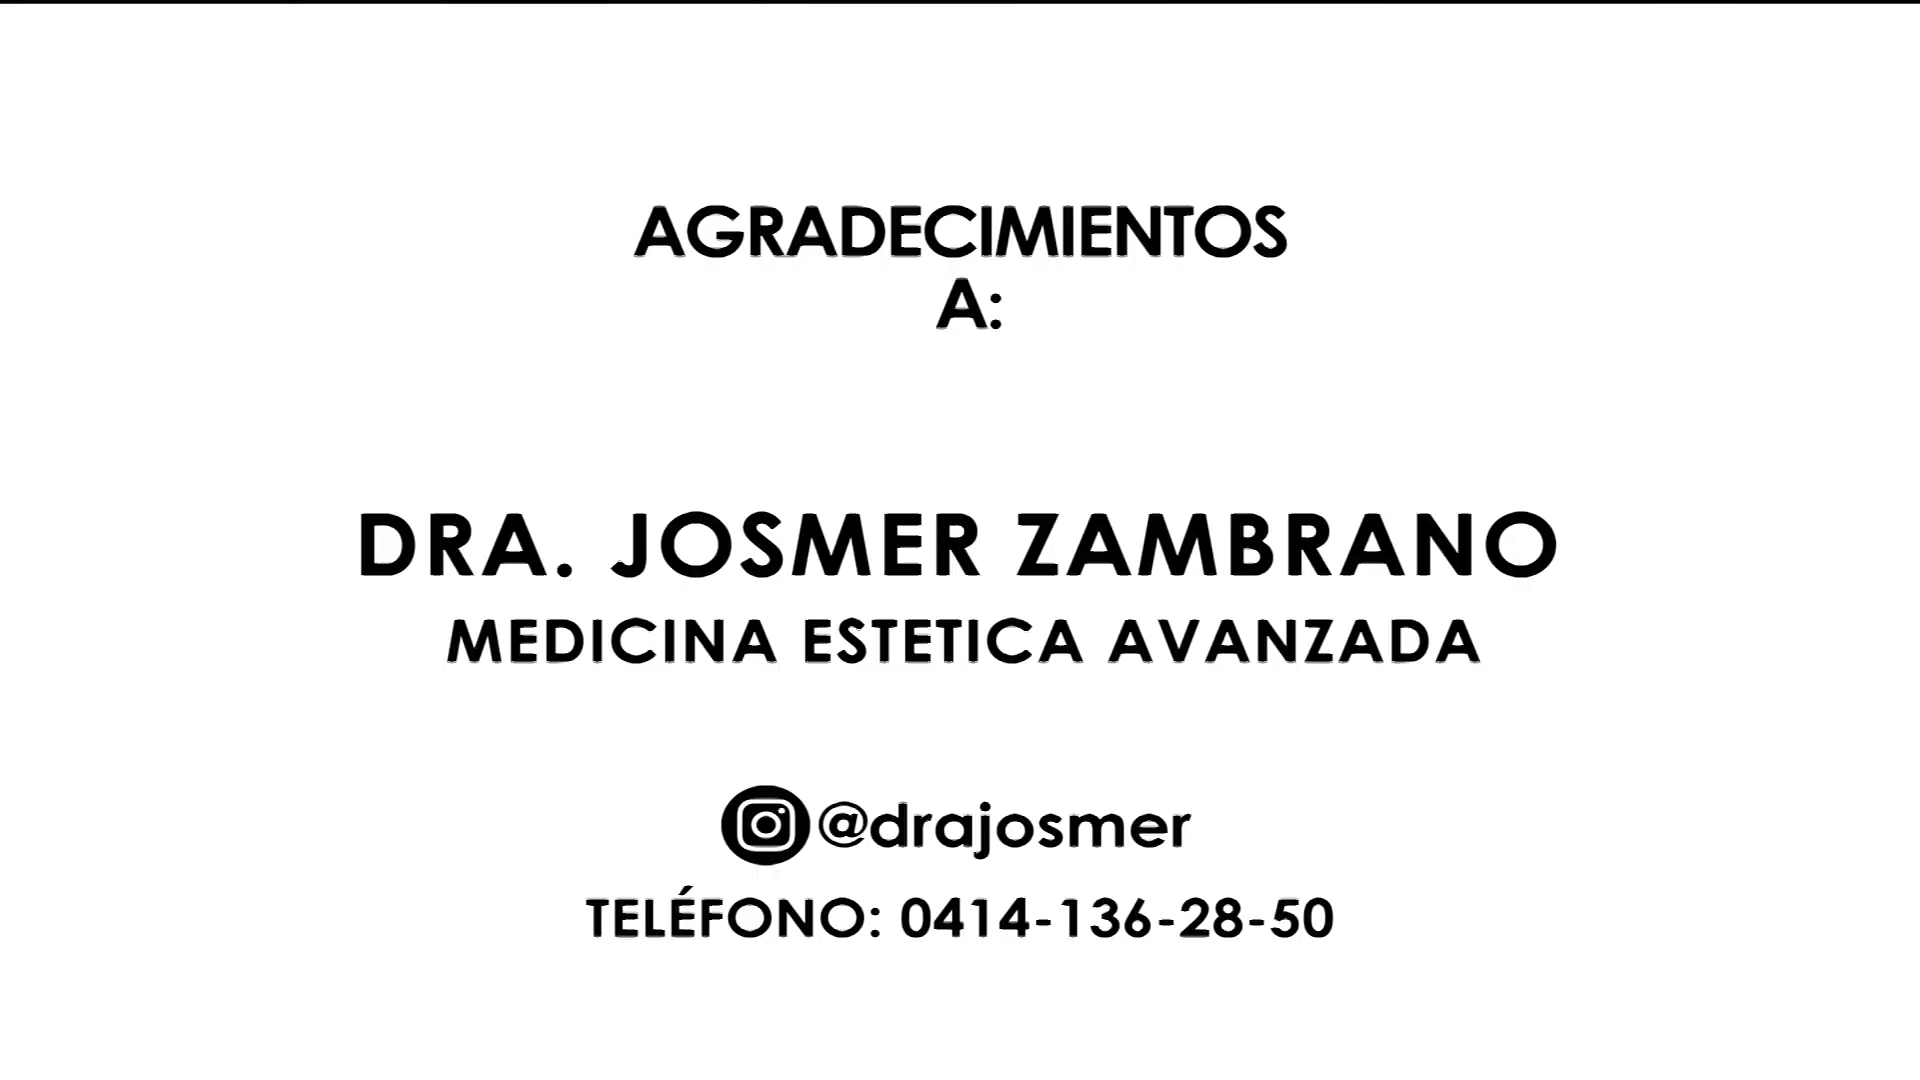 AGRADECIMIENTOS
A:
DRA. JOSMER ZAMBRANO
MEDICINA ESTETICA AVANZADA
@drajosmer
TELÉFONO: 0414-136-28-50